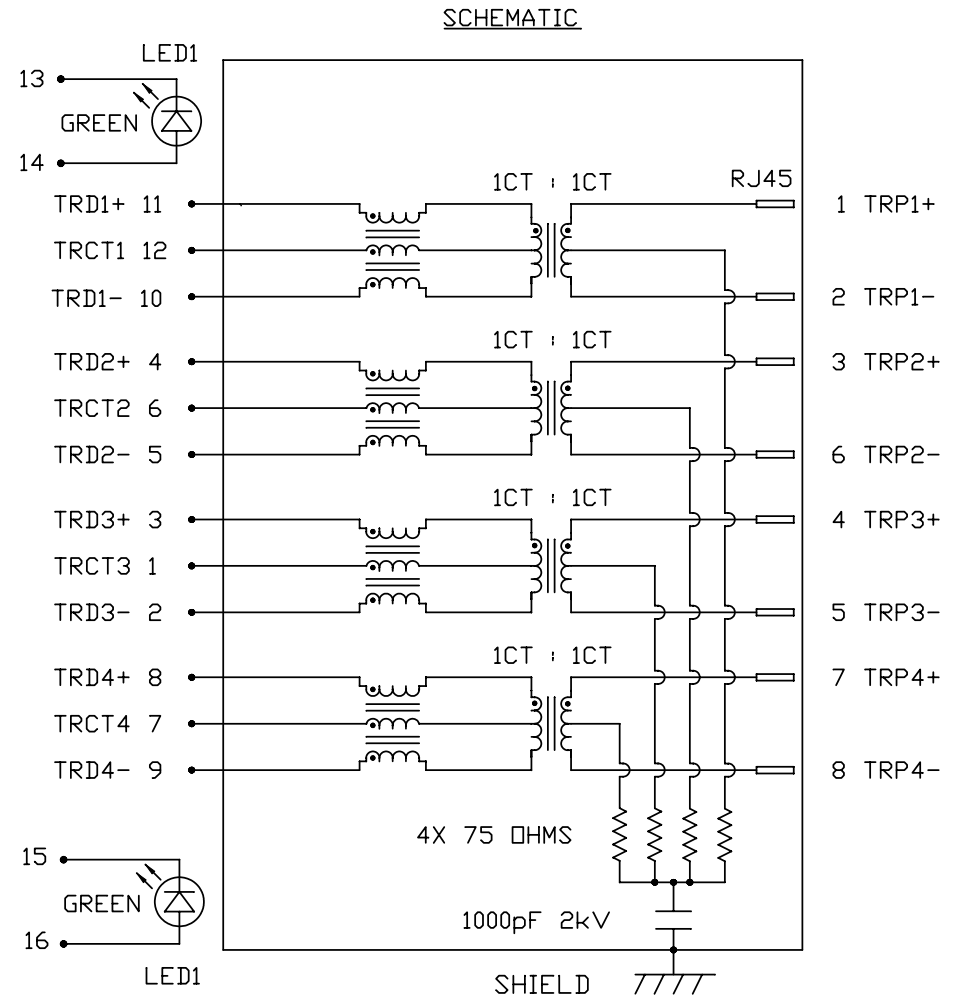 SCHEMATIC
LED1
13
GREEN
14
1CT : 1CT
RJ45
TRD1+ 11
1 TRP1+
TRCT1 12
TRD1- 10
2 TRP1-
1CT : 1CT
TRD2+ 4
3 TRP2+
TRCT2 6
TRD2- 5
6 TRP2-
1CT : 1CT
TRD3+ 3
4 TRP3+
TRCT3 1
TRD3- 2
5 TRP3-
1CT : 1CT
TRD4+ 8
7 TRP4+
TRCT4 7
TRD4- 9
8 TRP4-
4X 75 OHMS
15
GREEN
1000pF 2kV
16
LED1
SHIELD